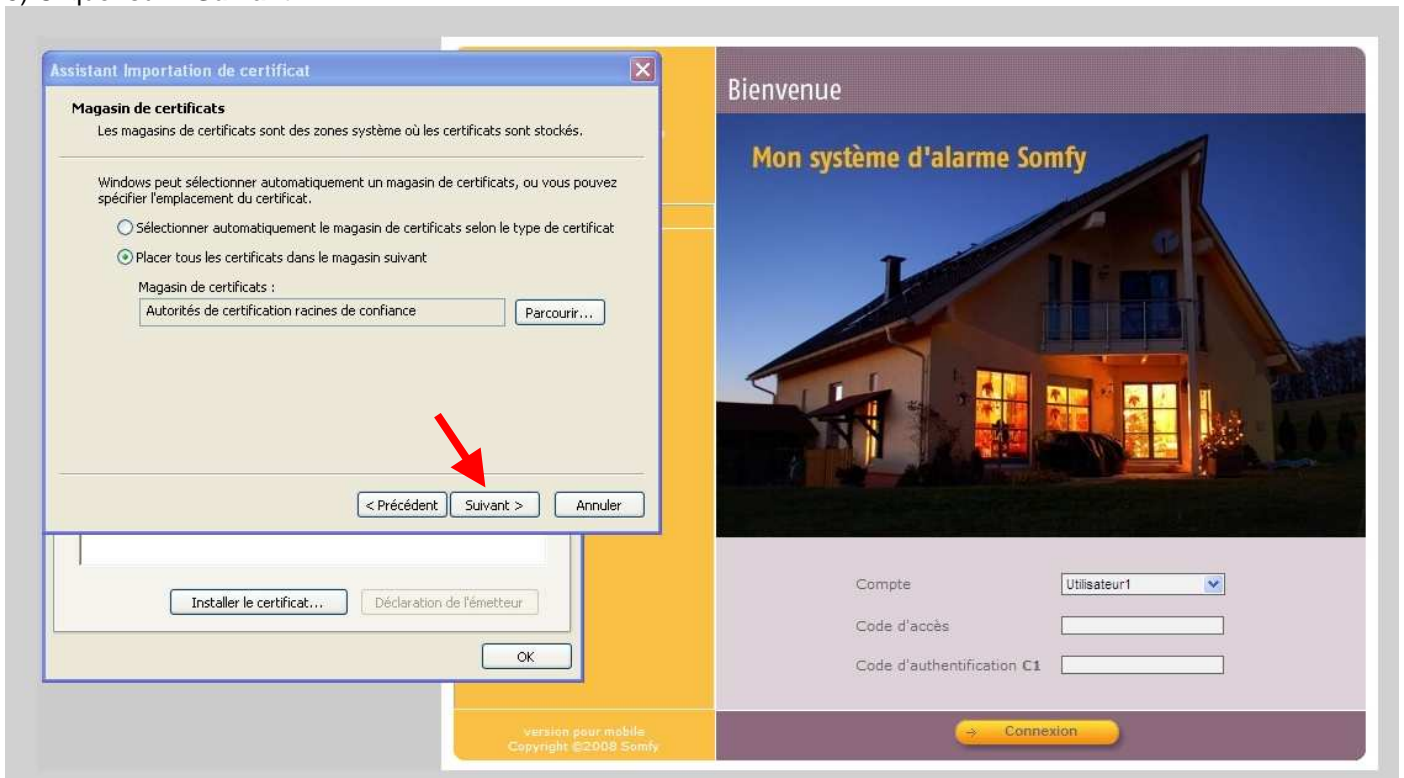 Assistant Importation de certificat
Magasin de certificats
Les magasins de certificats sont des zones système où les certificats sont stockés.
Windows peut sélectionner automatiquement un magasin de certificats, ou vous pouvez
spécifier l'emplacement du certificat.
Sélectionner automatiquement le magasin de certificats selon le type de certificat
Placer tous les certificats dans le magasin suivant
Magasin de certificats :
Autorités de certification racines de confiance
Parcourir...
< Précédent
Suivant >
Annuler
Installer le certificat...
Déclaration de l'émetteur
OK
Bienvenue
Mon système d'alarme Somfy
Compte
Utilisateur1
Code d'accès
Code d'authentification C1
version pour mobile
Copyright ©2008 Somfy
Connexion